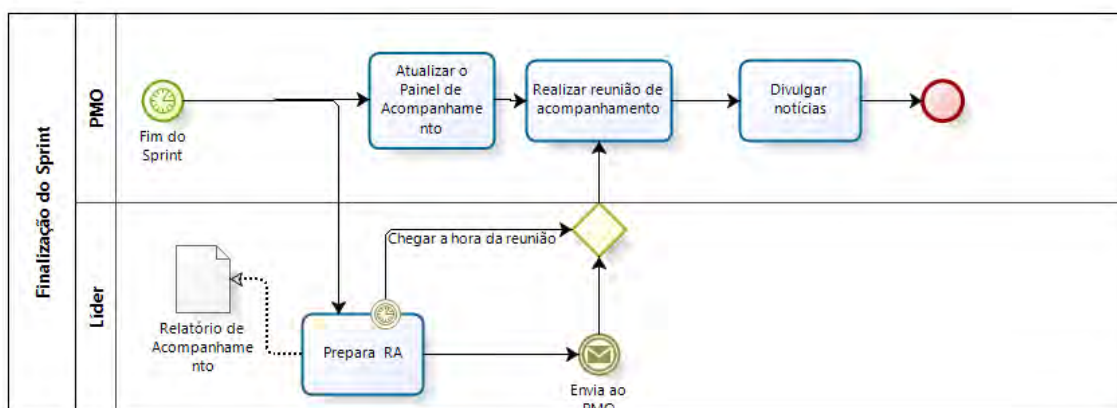 Finalização do Sprint
PMO
Fim do
Sprint
Atualizar o
Painel de
Acompanhame
nto
Realizar reunião de
acompanhamento
Divulgar
notícias
Líder
Chegar a hora da reunião
Relatório de
Acompanhame
nto
Prepara RA
Envia ao
PMO